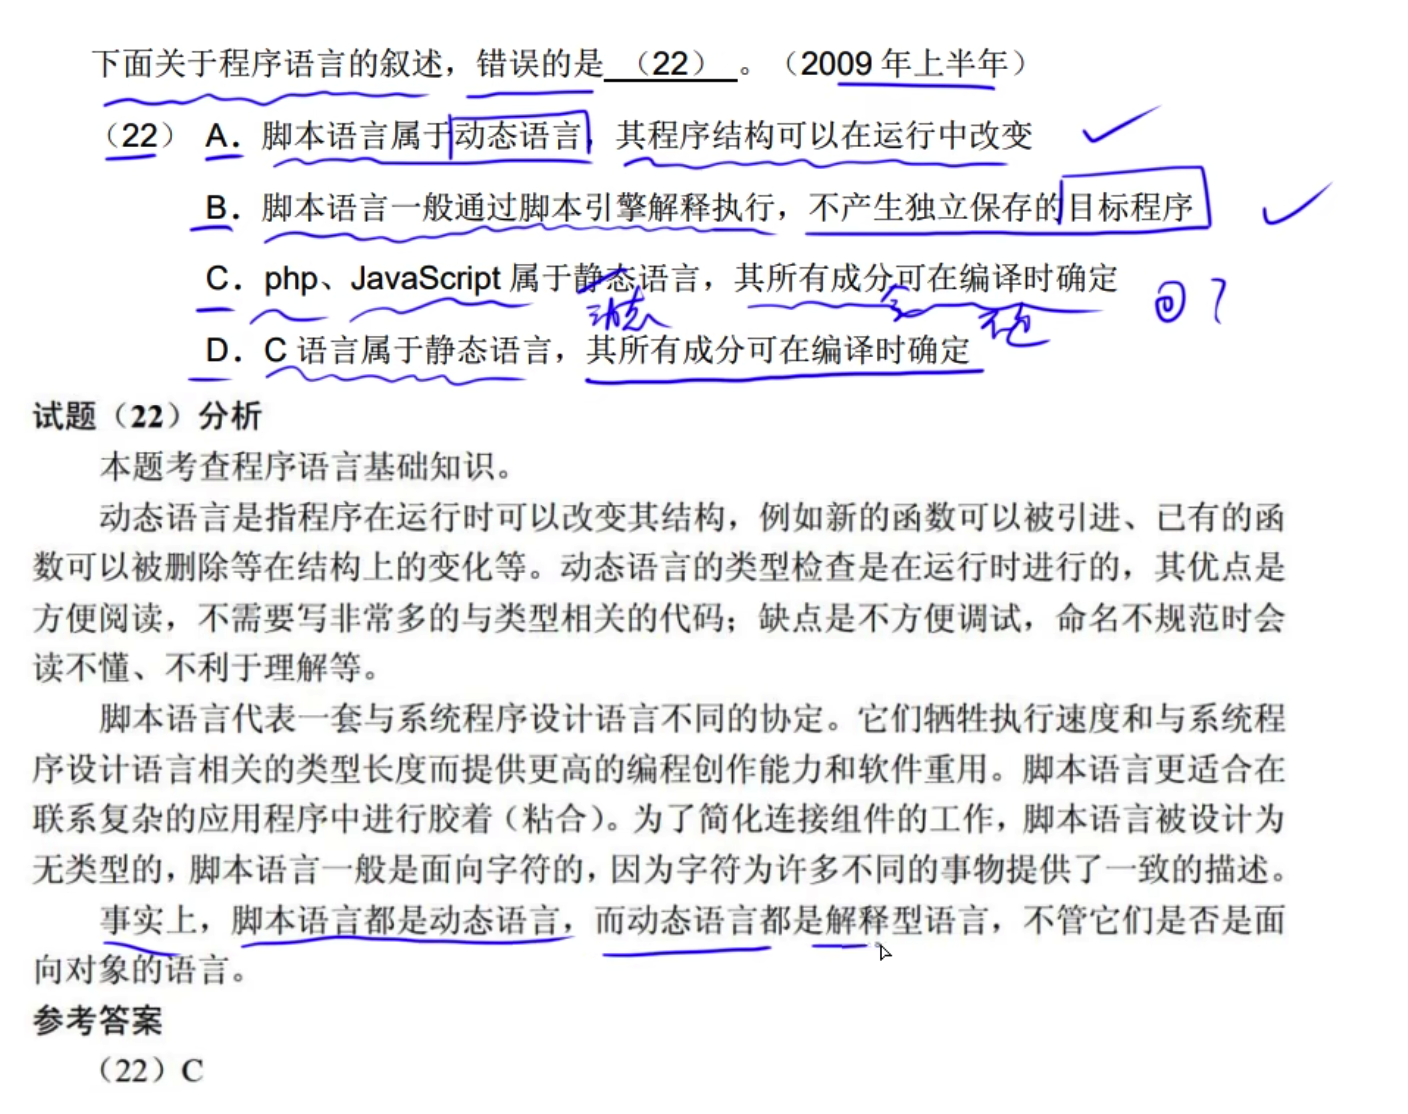 下面关于程序语言的叙述，错误的是（22）。（2009年上半年）
（22）A．脚本语言属于动态语言，其程序结构可以在运行中改变
B．脚本语言一般通过脚本引擎解释执行，不产生独立保存的目标程序
C．php、JavaScript 属于静态语言，其所有成分可在编译时确定
动态
D．C 语言属于静态语言，其所有成分可在编译时确定
试题（22）分析
本题考查程序语言基础知识。
动态语言是指程序在运行时可以改变其结构，例如新的函数可以被引进、已有的函
数可以被删除等在结构上的变化等。动态语言的类型检查是在运行时进行的，其优点是
方便阅读，不需要写非常多的与类型相关的代码；缺点是不方便调试，命名不规范时会
读不懂、不利于理解等。
脚本语言代表一套与系统程序设计语言不同的协定。它们牺牲执行速度和与系统程
序设计语言相关的类型长度而提供更高的编程创作能力和软件重用。脚本语言更适合在
联系复杂的应用程序中进行胶着（粘合）。为了简化连接组件的工作，脚本语言被设计为
无类型的，脚本语言一般是面向字符的，因为字符为许多不同的事物提供了一致的描述。
事实上，脚本语言都是动态语言，而动态语言都是解释型语言，不管它们是否是面
向对象的语言。
参考答案
（22）C